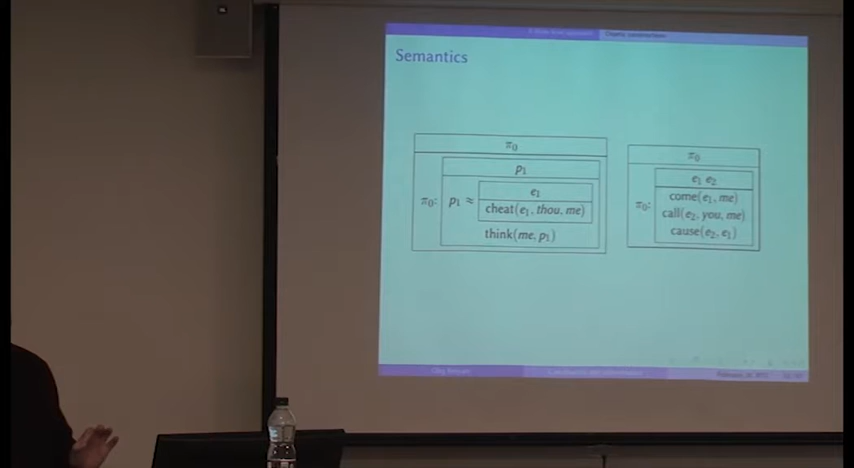 Semantics
π₀
p₁
π₀: p₁ ≈
e₁
cheat(e₁, thou, me)
think(me, p₁)
π₀
π₀:
e₁ e₂
come(e₁, me)
call(e₂, you, me)
cause(e₂, e₁)